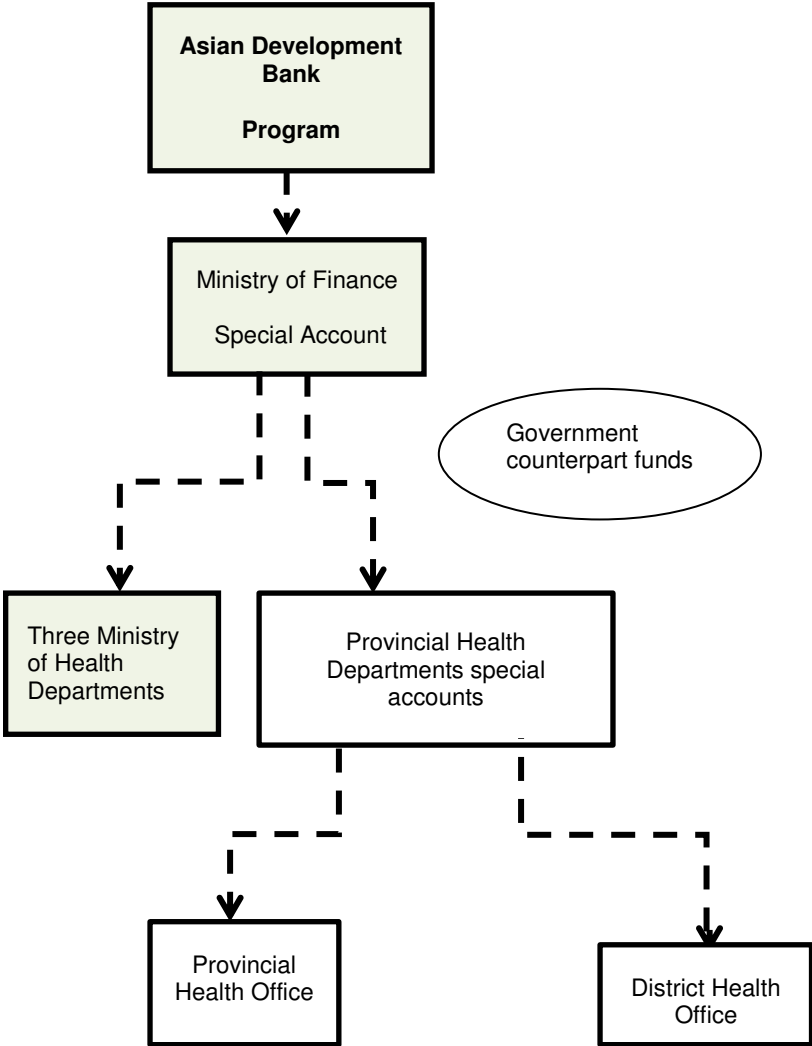 Asian Development
Bank
Program
Ministry of Finance
Special Account
Government
counterpart funds
Three Ministry
of Health
Departments
Provincial Health
Departments special
accounts
Provincial
Health Office
District Health
Office